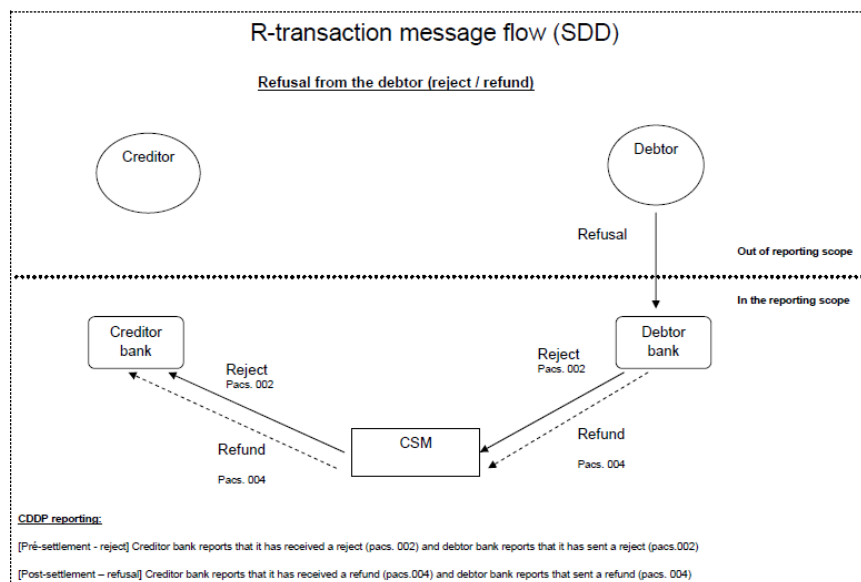 R-transaction message flow (SDD)
Refusal from the debtor (reject / refund)
Creditor
Debtor
Refusal
Out of reporting scope
In the reporting scope
Creditor
bank
Debtor
bank
Reject
Pacs. 002
Reject
Pacs. 002
CSM
Refund
Pacs. 004
Refund
Pacs. 004
CDDP reporting:
[Pré-settlement - reject] Creditor bank reports that it has received a reject (pacs. 002) and debtor bank reports that it has sent a reject (pacs.002)
[Post-settlement – refusal] Creditor bank reports that it has received a refund (pacs.004) and debtor bank reports that sent a refund (pacs. 004)